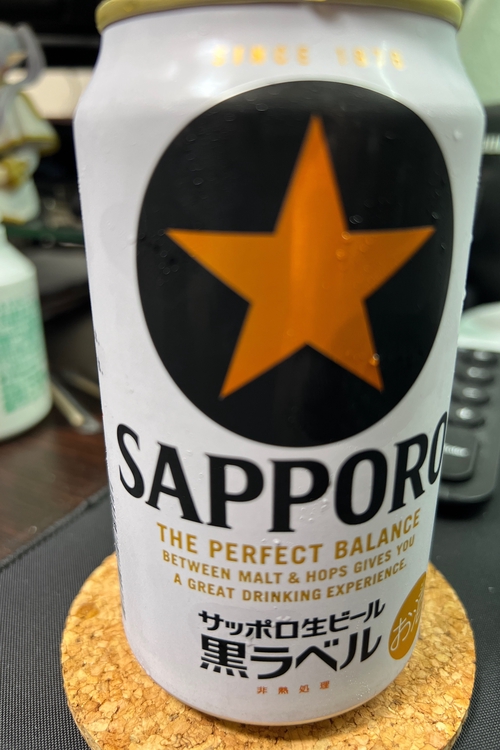 SINCE 1876
SAPPORO
THE PERFECT BALANCE
BETWEEN MALT & HOPS GIVES YOU
A GREAT DRINKING EXPERIENCE.
サッポロ生ビール
黒ラベル
非熱処理